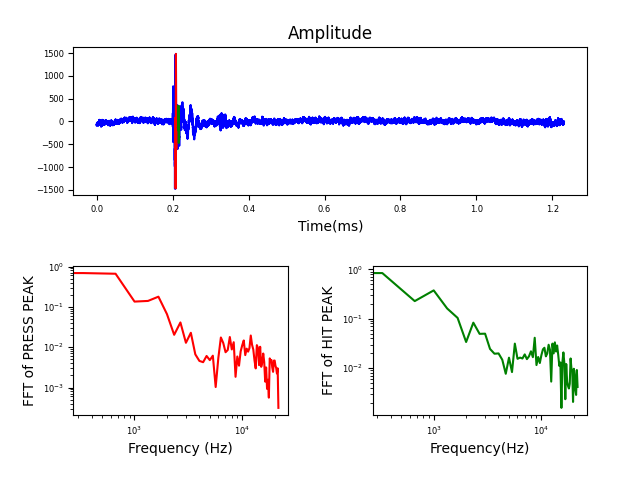 Amplitude
1500
1000
500
0
−500
−1000
−1500
0.0 0.2 0.4 0.6 0.8 1.0 1.2
Time(ms)
FFT of PRESS PEAK
10⁰
10⁻¹
10⁻²
10⁻³
10³ 10⁴
Frequency (Hz)
FFT of HIT PEAK
10⁰
10⁻¹
10⁻²
10³ 10⁴
Frequency(Hz)